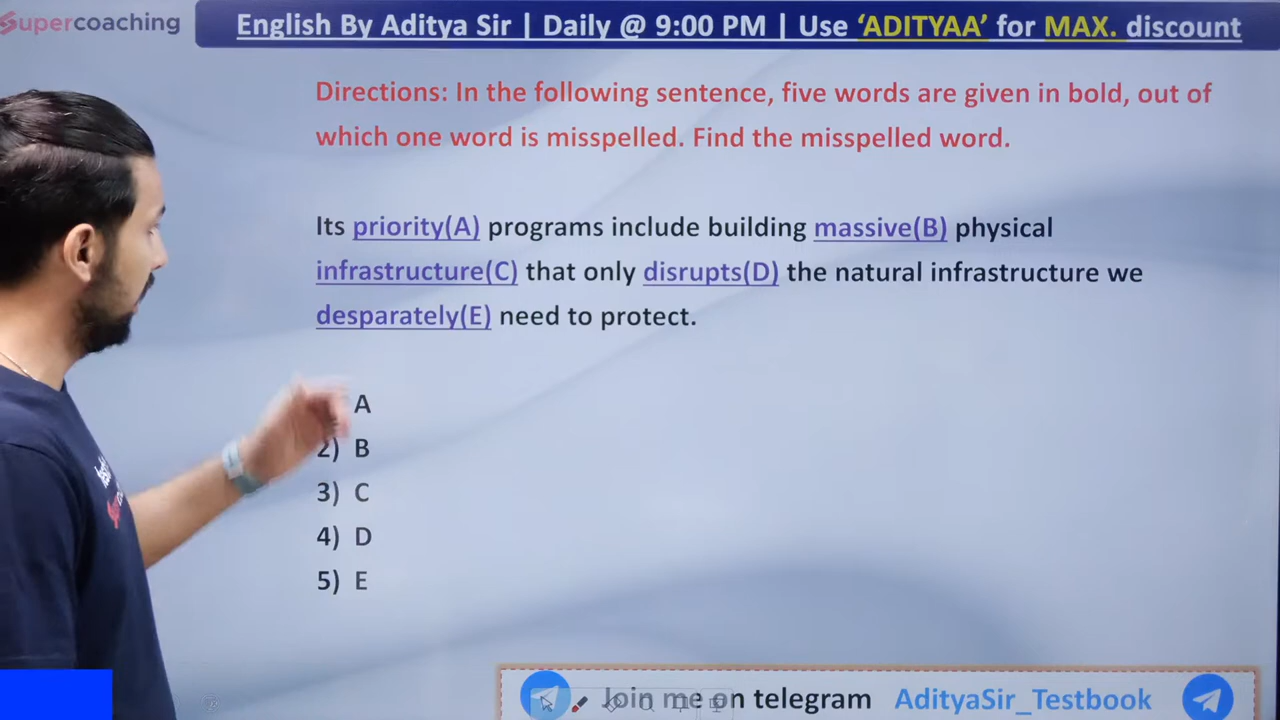 Supercoaching
English By Aditya Sir | Daily @ 9:00 PM | Use ‘ADITYAA’ for MAX. discount
Directions: In the following sentence, five words are given in bold, out of
which one word is misspelled. Find the misspelled word.
Its priority(A) programs include building massive(B) physical
infrastructure(C) that only disrupts(D) the natural infrastructure we
desparately(E) need to protect.
A
2) B
3) C
4) D
5) E
Join me on telegram AdityaSir_Testbook